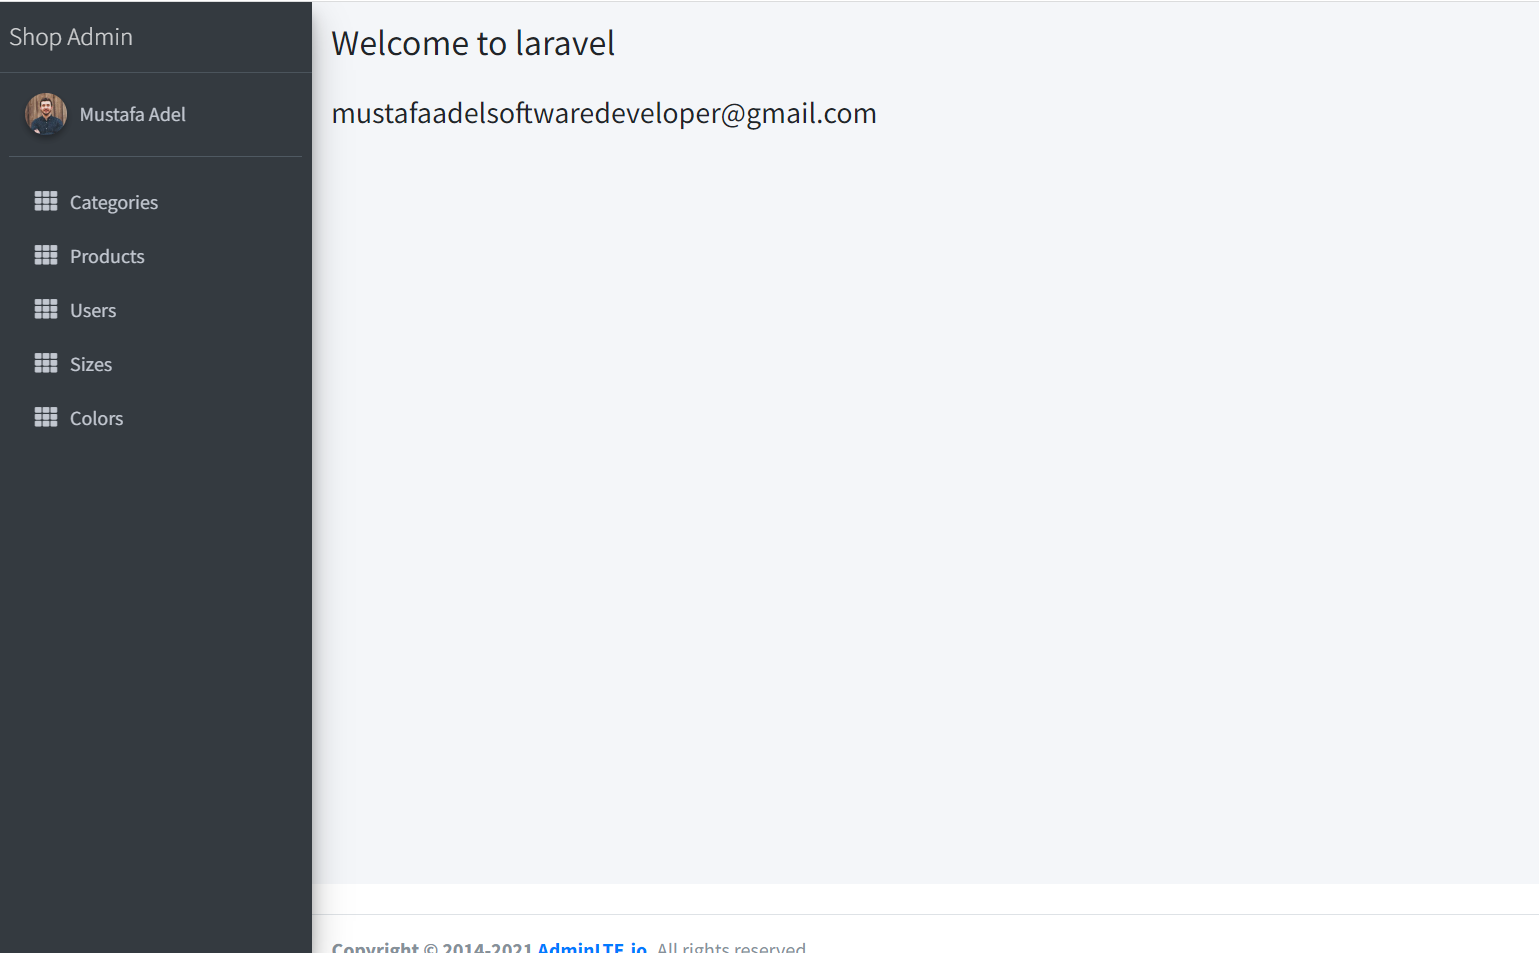 Shop Admin
Mustafa Adel
Categories
Products
Users
Sizes
Colors
Welcome to laravel
mustafaadelsoftwaredeveloper@gmail.com
Copyright © 2014-2021 AdminLTE.io. All rights reserved.